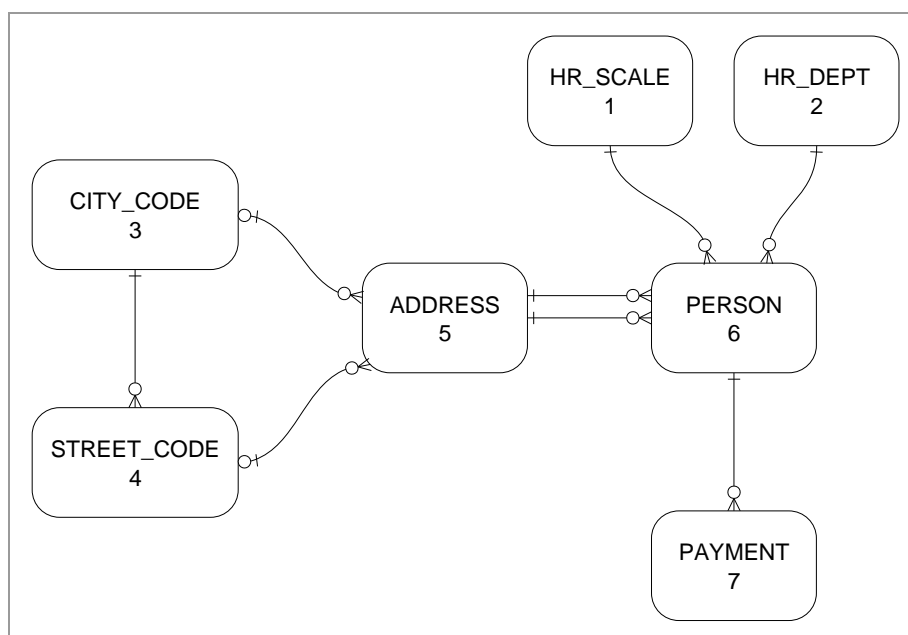 HR_SCALE
1
HR_DEPT
2
CITY_CODE
3
ADDRESS
5
PERSON
6
STREET_CODE
4
PAYMENT
7